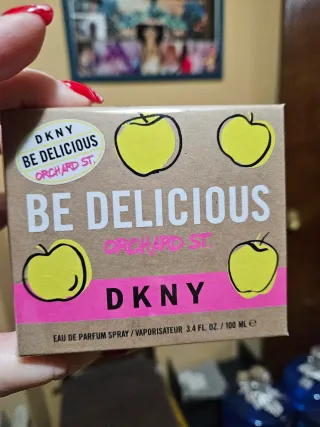 DKNY
BE DELICIOUS
ORCHARD ST.
BE DELICIOUS
ORCHARD ST.
DKNY
EAU DE PARFUM SPRAY / VAPORISATEUR 3.4 FL. OZ. / 100 ML ℮